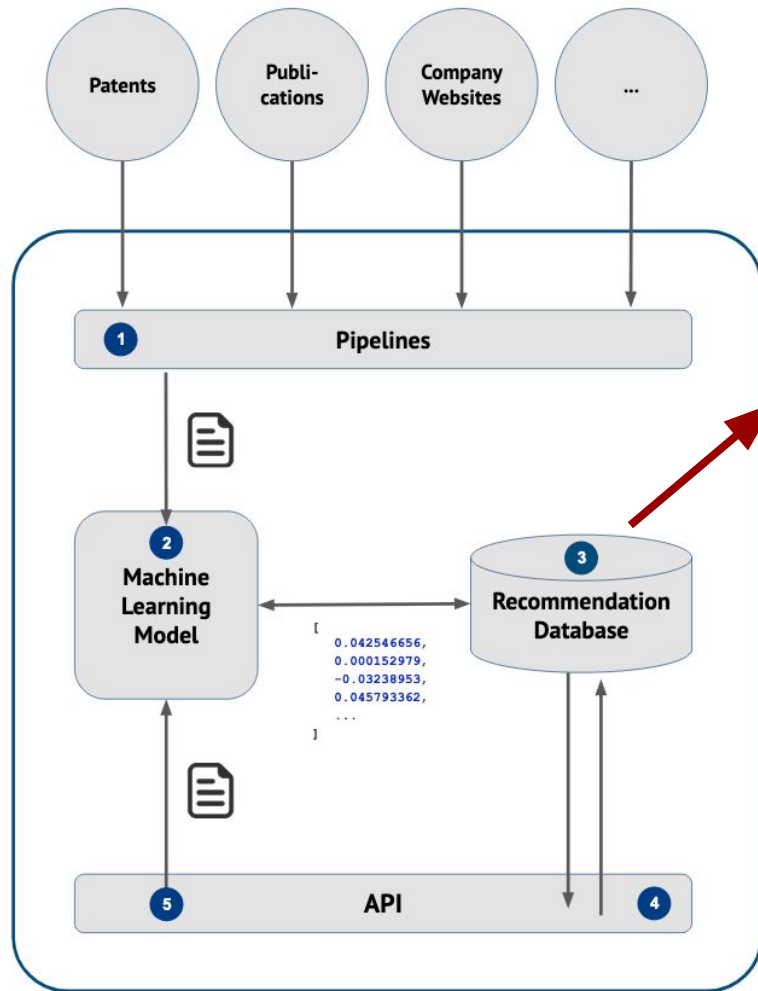 Patents
Publi-
cations
Company
Websites
...
1
Pipelines
2
Machine
Learning
Model
3
Recommendation
Database
[
0.042546656,
0.000152979,
-0.03238953,
0.045793362,
...
]
5
API
4